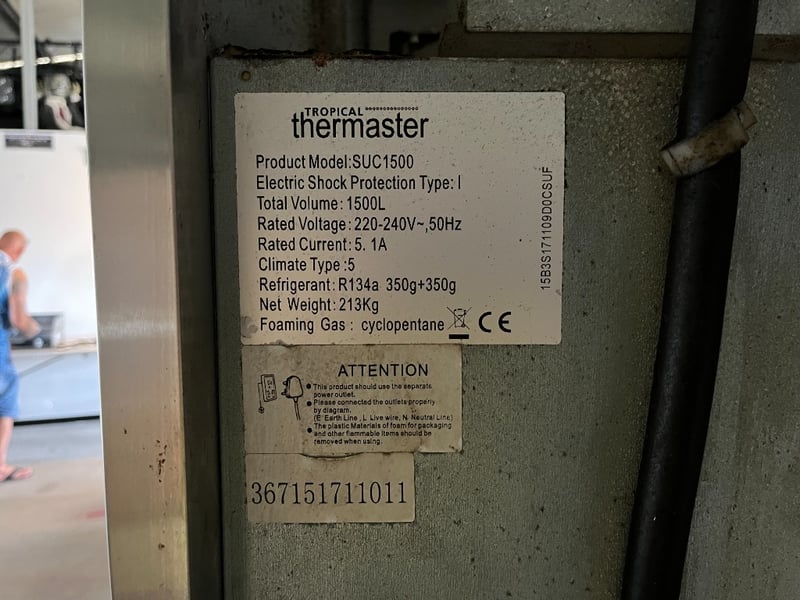 TROPICAL
thermaster
Product Model:SUC1500
Electric Shock Protection Type: I
Total Volume: 1500L
Rated Voltage: 220-240V~,50Hz
Rated Current: 5. 1A
Climate Type :5
Refrigerant: R134a 350g+350g
Net Weight: 213Kg
Foaming Gas : cyclopentane CE
15B3S171109D0CSUF
ATTENTION
This product should use the separate
power outlet.
Please connected the outlets properly
by diagram.
(E: Earth Line , L: Live wire, N: Neutral Line)
The plastic Materials of foam for packaging
and other flammable items should be
removed when using.
367151711011